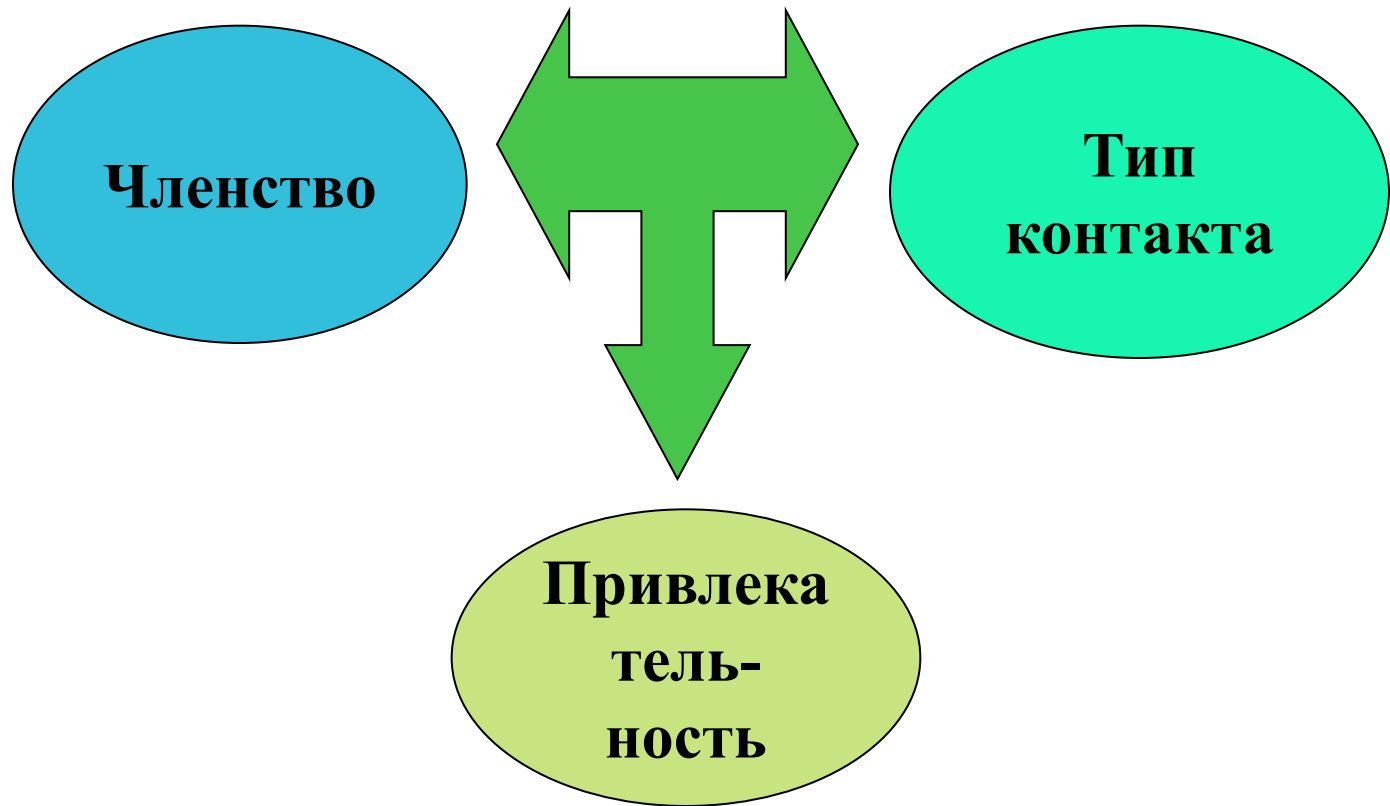 Членство
Тип
контакта
Привлека
тель-
ность